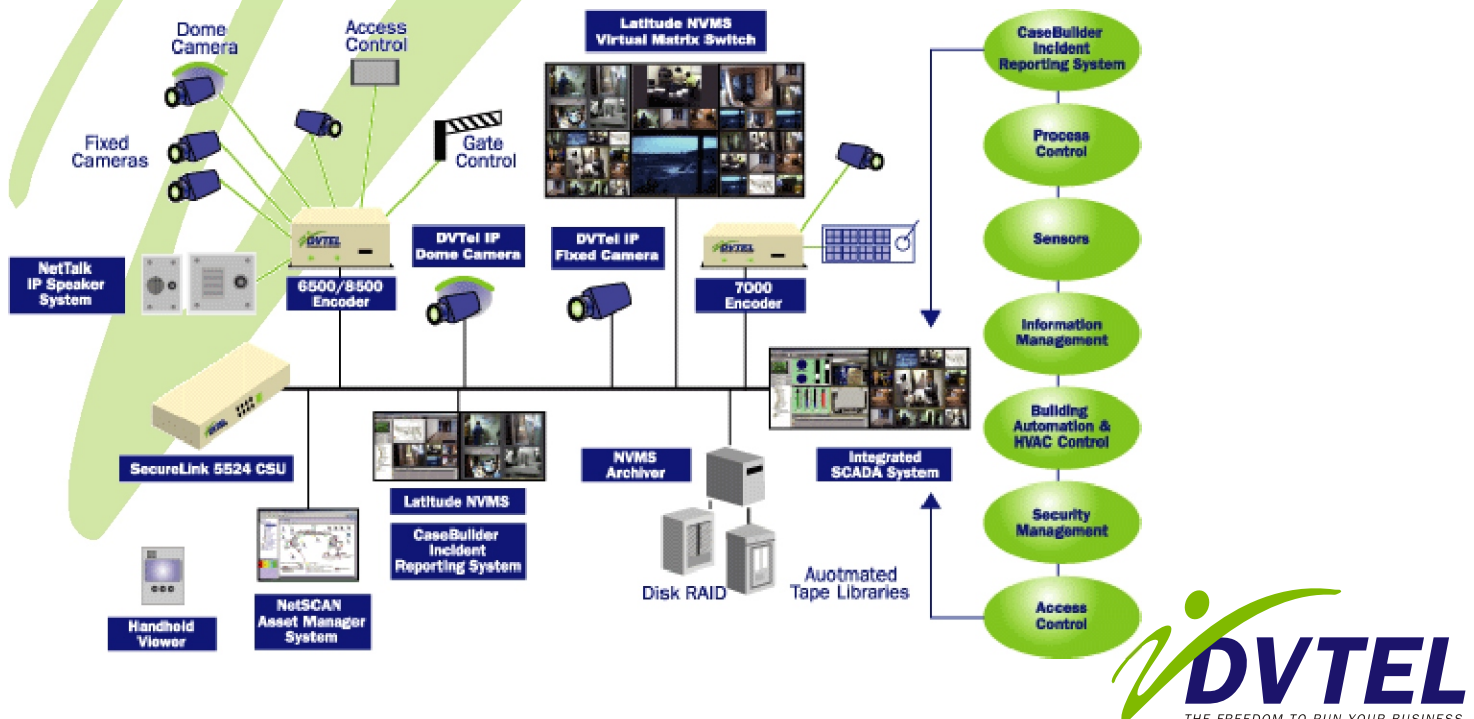 Dome
Camera
Access
Control
Latitude NVMS
Virtual Matrix Switch
CaseBuilder
Incident
Reporting System
Fixed
Cameras
Gate
Control
Process
Control
DVTEL
DVTel IP
Dome Camera
DVTel IP
Fixed Camera
DVTEL
Sensors
NetTalk
IP Speaker
System
6500/8500
Encoder
7000
Encoder
Information
Management
DVTEL
Building
Automation &
HVAC Control
SecureLink 5524 CSU
NVMS
Archiver
Integrated
SCADA System
Latitude NVMS
CaseBuilder
Incident
Reporting System
Security
Management
Disk RAID
Auotmated
Tape Libraries
NetSCAN
Asset Manager
System
Handheld
Viewer
Access
Control
DVTEL
THE FREEDOM TO RUN YOUR BUSINESS